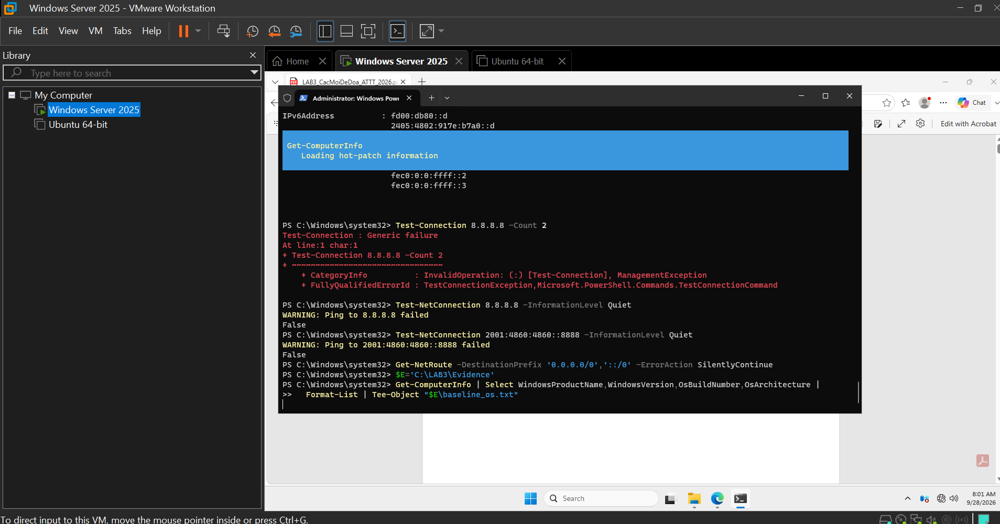 Windows Server 2025 - VMware Workstation
File Edit View VM Tabs Help
Library
Type here to search
My Computer
Windows Server 2025
Ubuntu 64-bit
Home
Windows Server 2025
Ubuntu 64-bit
LAB3_CacMoiDeDoa_ATTT_2026.p
Chat
Edit with Acrobat
Administrator: Windows Powe
IPv6Address : fd00:db80::d
2405:4802:917e:b7a0::d
Get-ComputerInfo
Loading hot-patch information
fec0:0:0:ffff::2
fec0:0:0:ffff::3
PS C:\Windows\system32> Test-Connection 8.8.8.8 -Count 2
Test-Connection : Generic failure
At line:1 char:1
+ Test-Connection 8.8.8.8 -Count 2
+ ~~~~~~~~~~~~~~~~~~~~~~~~~~~~~~~~
+ CategoryInfo : InvalidOperation: (:) [Test-Connection], ManagementException
+ FullyQualifiedErrorId : TestConnectionException,Microsoft.PowerShell.Commands.TestConnectionCommand
PS C:\Windows\system32> Test-NetConnection 8.8.8.8 -InformationLevel Quiet
WARNING: Ping to 8.8.8.8 failed
False
PS C:\Windows\system32> Test-NetConnection 2001:4860:4860::8888 -InformationLevel Quiet
WARNING: Ping to 2001:4860:4860::8888 failed
False
PS C:\Windows\system32> Get-NetRoute -DestinationPrefix '0.0.0.0/0','::/0' -ErrorAction SilentlyContinue
PS C:\Windows\system32> $E='C:\LAB3\Evidence'
PS C:\Windows\system32> Get-ComputerInfo | Select WindowsProductName,WindowsVersion,OsBuildNumber,OsArchitecture |
>> Format-List | Tee-Object "$E\baseline_os.txt"
Search
8:01 AM
9/28/2026
To direct input to this VM, move the mouse pointer inside or press Ctrl+G.